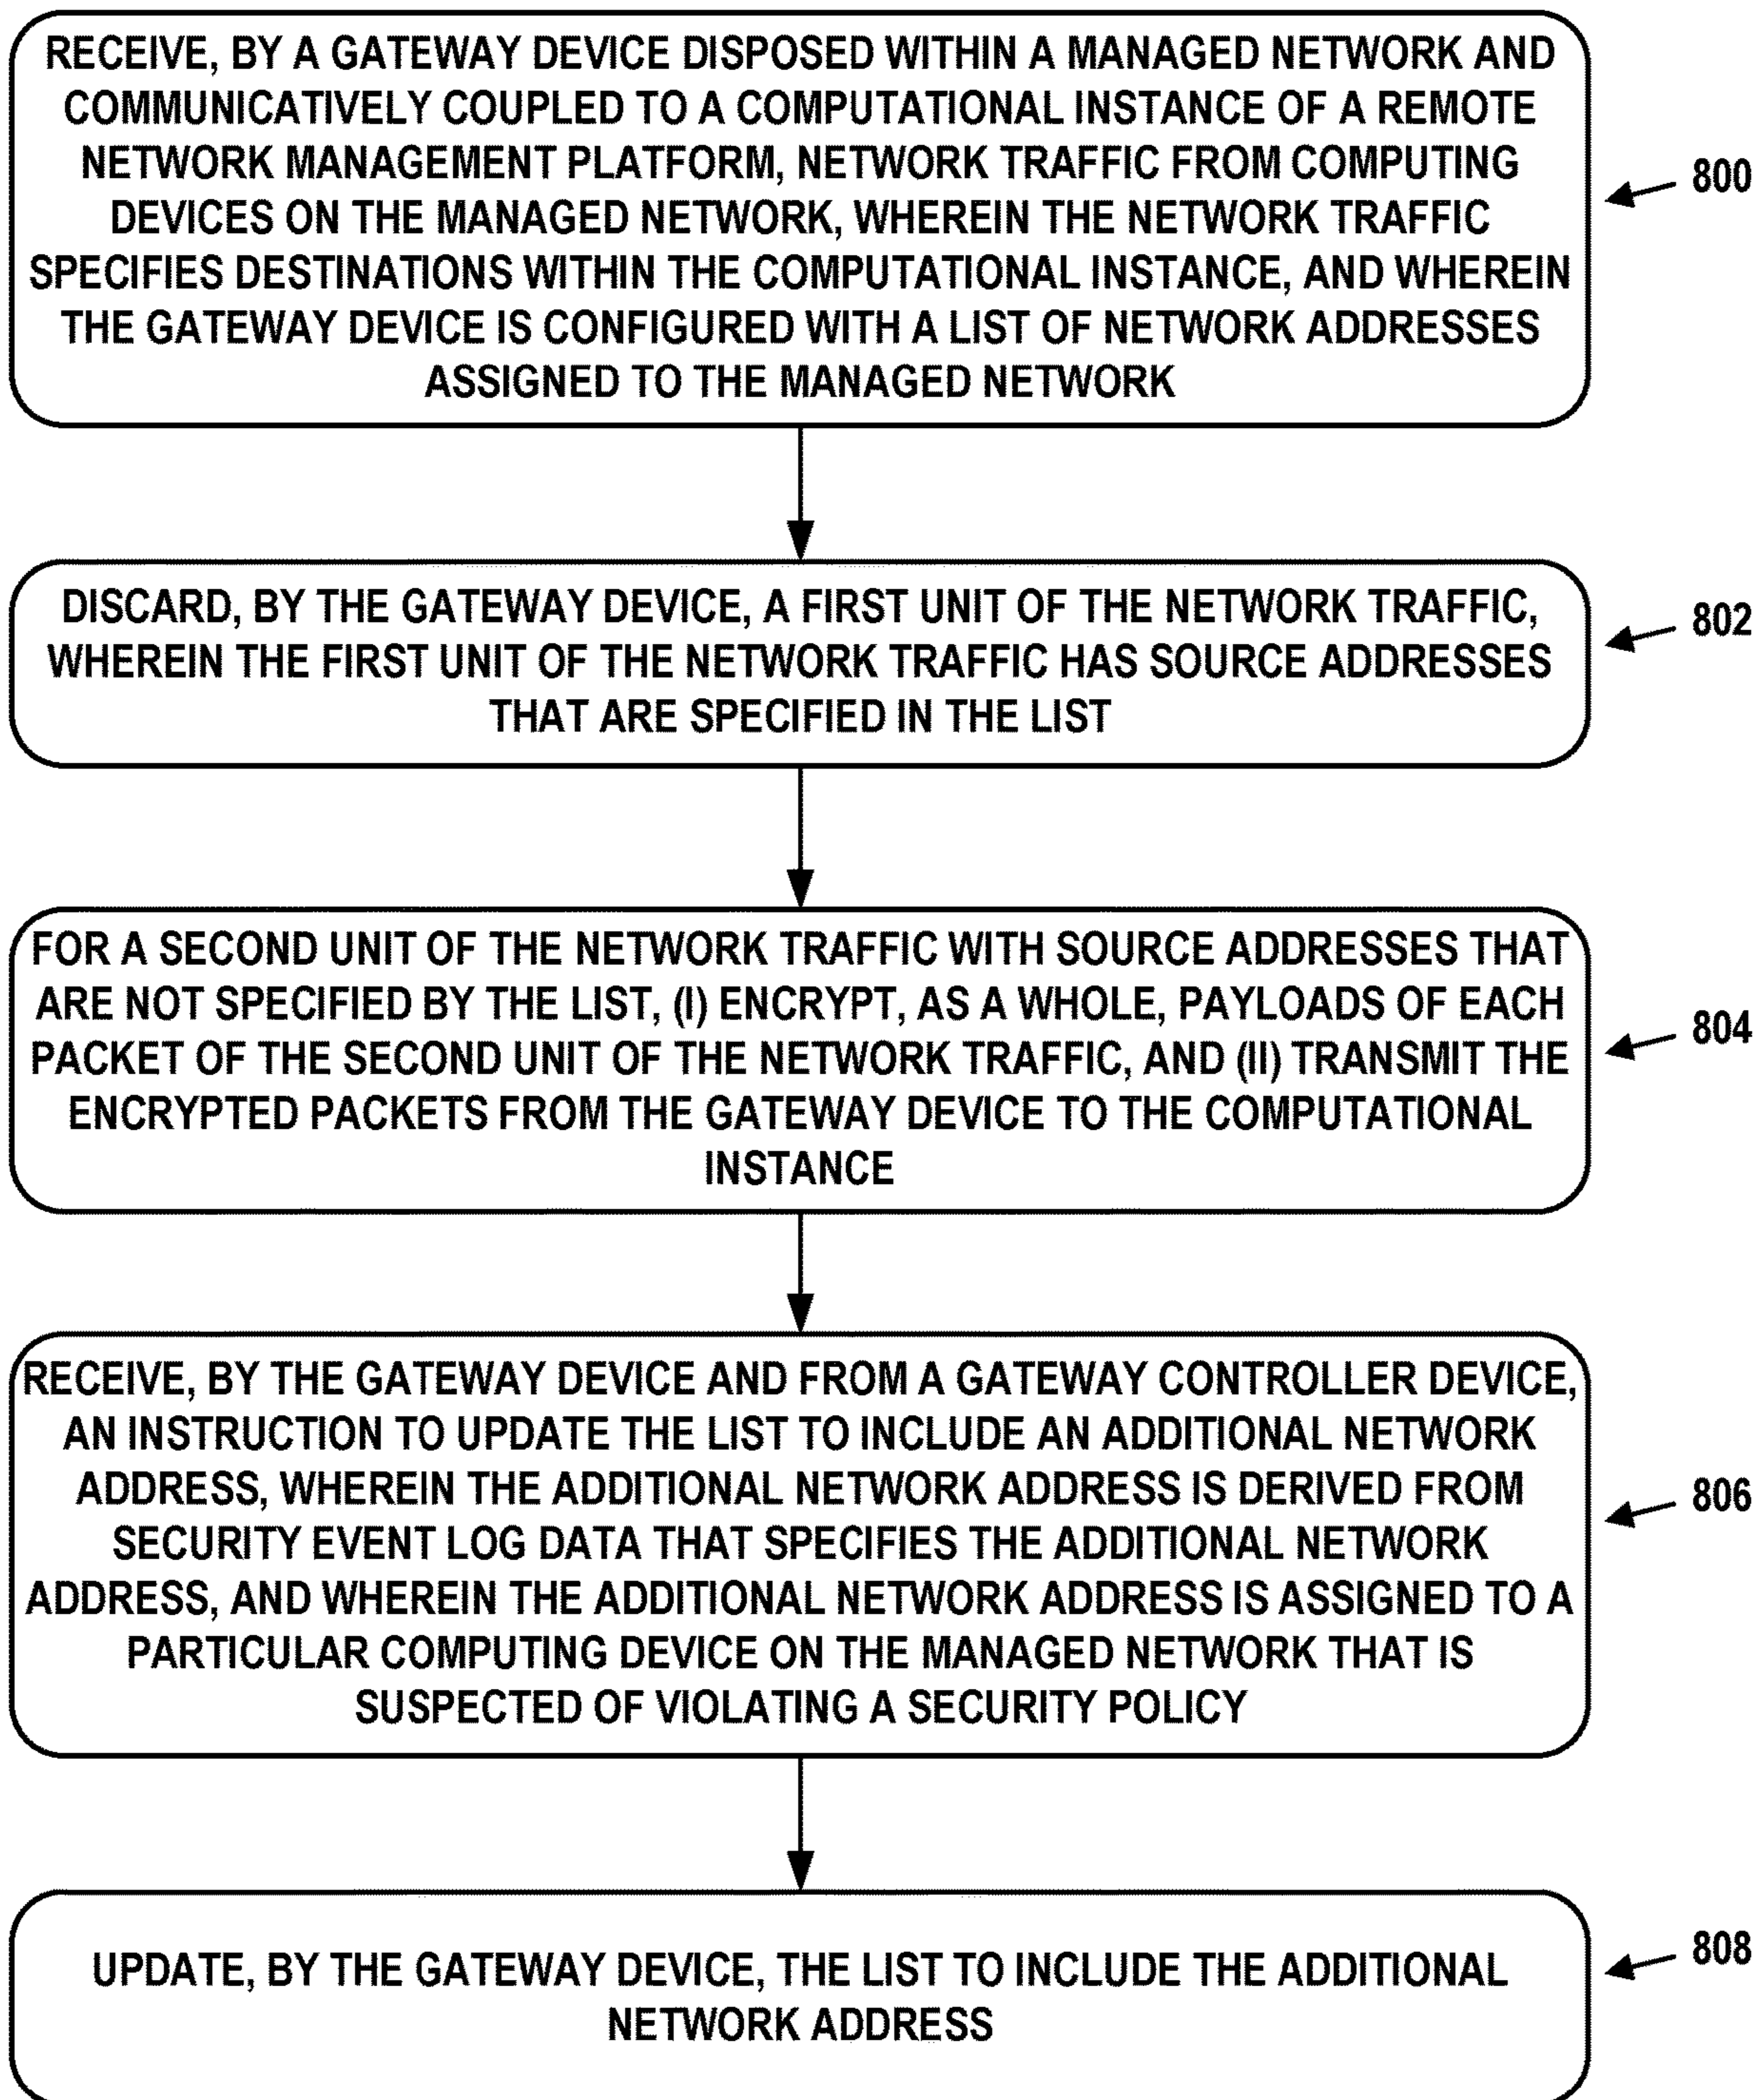 RECEIVE, BY A GATEWAY DEVICE DISPOSED WITHIN A MANAGED NETWORK AND
COMMUNICATIVELY COUPLED TO A COMPUTATIONAL INSTANCE OF A REMOTE
NETWORK MANAGEMENT PLATFORM, NETWORK TRAFFIC FROM COMPUTING
DEVICES ON THE MANAGED NETWORK, WHEREIN THE NETWORK TRAFFIC
SPECIFIES DESTINATIONS WITHIN THE COMPUTATIONAL INSTANCE, AND WHEREIN
THE GATEWAY DEVICE IS CONFIGURED WITH A LIST OF NETWORK ADDRESSES
ASSIGNED TO THE MANAGED NETWORK
800
DISCARD, BY THE GATEWAY DEVICE, A FIRST UNIT OF THE NETWORK TRAFFIC,
WHEREIN THE FIRST UNIT OF THE NETWORK TRAFFIC HAS SOURCE ADDRESSES
THAT ARE SPECIFIED IN THE LIST
802
FOR A SECOND UNIT OF THE NETWORK TRAFFIC WITH SOURCE ADDRESSES THAT
ARE NOT SPECIFIED BY THE LIST, (I) ENCRYPT, AS A WHOLE, PAYLOADS OF EACH
PACKET OF THE SECOND UNIT OF THE NETWORK TRAFFIC, AND (II) TRANSMIT THE
ENCRYPTED PACKETS FROM THE GATEWAY DEVICE TO THE COMPUTATIONAL
INSTANCE
804
RECEIVE, BY THE GATEWAY DEVICE AND FROM A GATEWAY CONTROLLER DEVICE,
AN INSTRUCTION TO UPDATE THE LIST TO INCLUDE AN ADDITIONAL NETWORK
ADDRESS, WHEREIN THE ADDITIONAL NETWORK ADDRESS IS DERIVED FROM
SECURITY EVENT LOG DATA THAT SPECIFIES THE ADDITIONAL NETWORK
ADDRESS, AND WHEREIN THE ADDITIONAL NETWORK ADDRESS IS ASSIGNED TO A
PARTICULAR COMPUTING DEVICE ON THE MANAGED NETWORK THAT IS
SUSPECTED OF VIOLATING A SECURITY POLICY
806
UPDATE, BY THE GATEWAY DEVICE, THE LIST TO INCLUDE THE ADDITIONAL
NETWORK ADDRESS
808